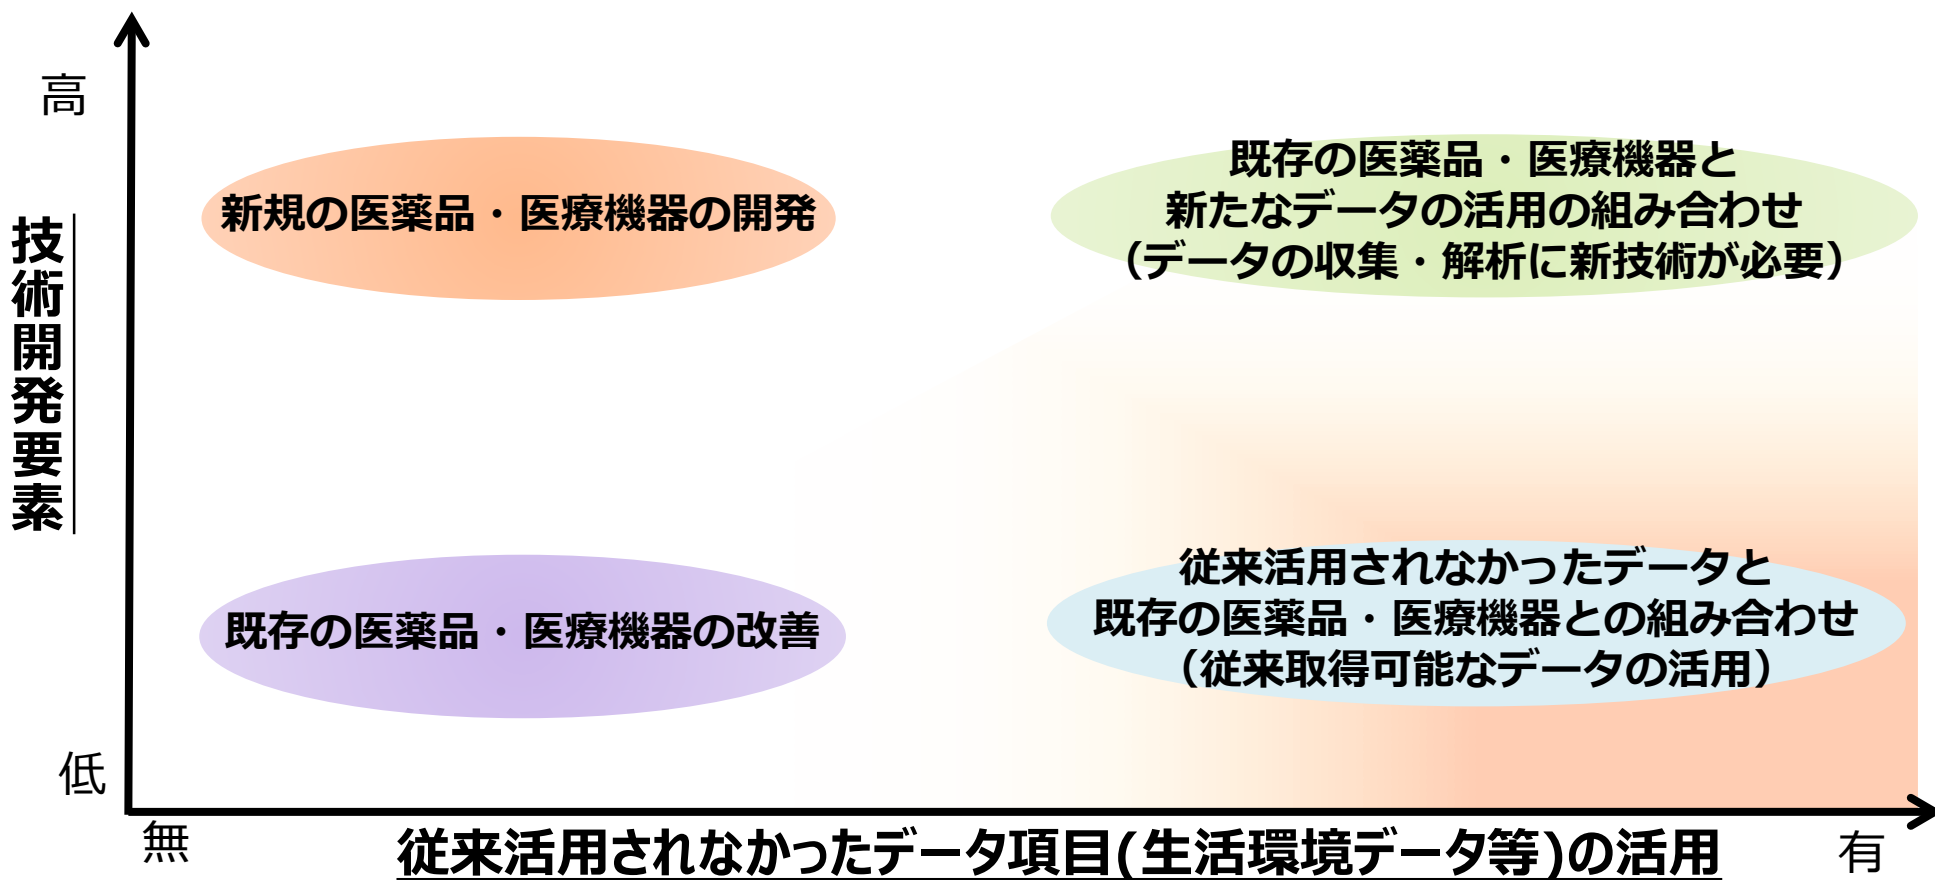 高
新規の医薬品・医療機器の開発
既存の医薬品・医療機器と
新たなデータの活用の組み合わせ
（データの収集・解析に新技術が必要）
技術開発要素
既存の医薬品・医療機器の改善
従来活用されなかったデータと
既存の医薬品・医療機器との組み合わせ
（従来取得可能なデータの活用）
低
無
従来活用されなかったデータ項目(生活環境データ等)の活用
有